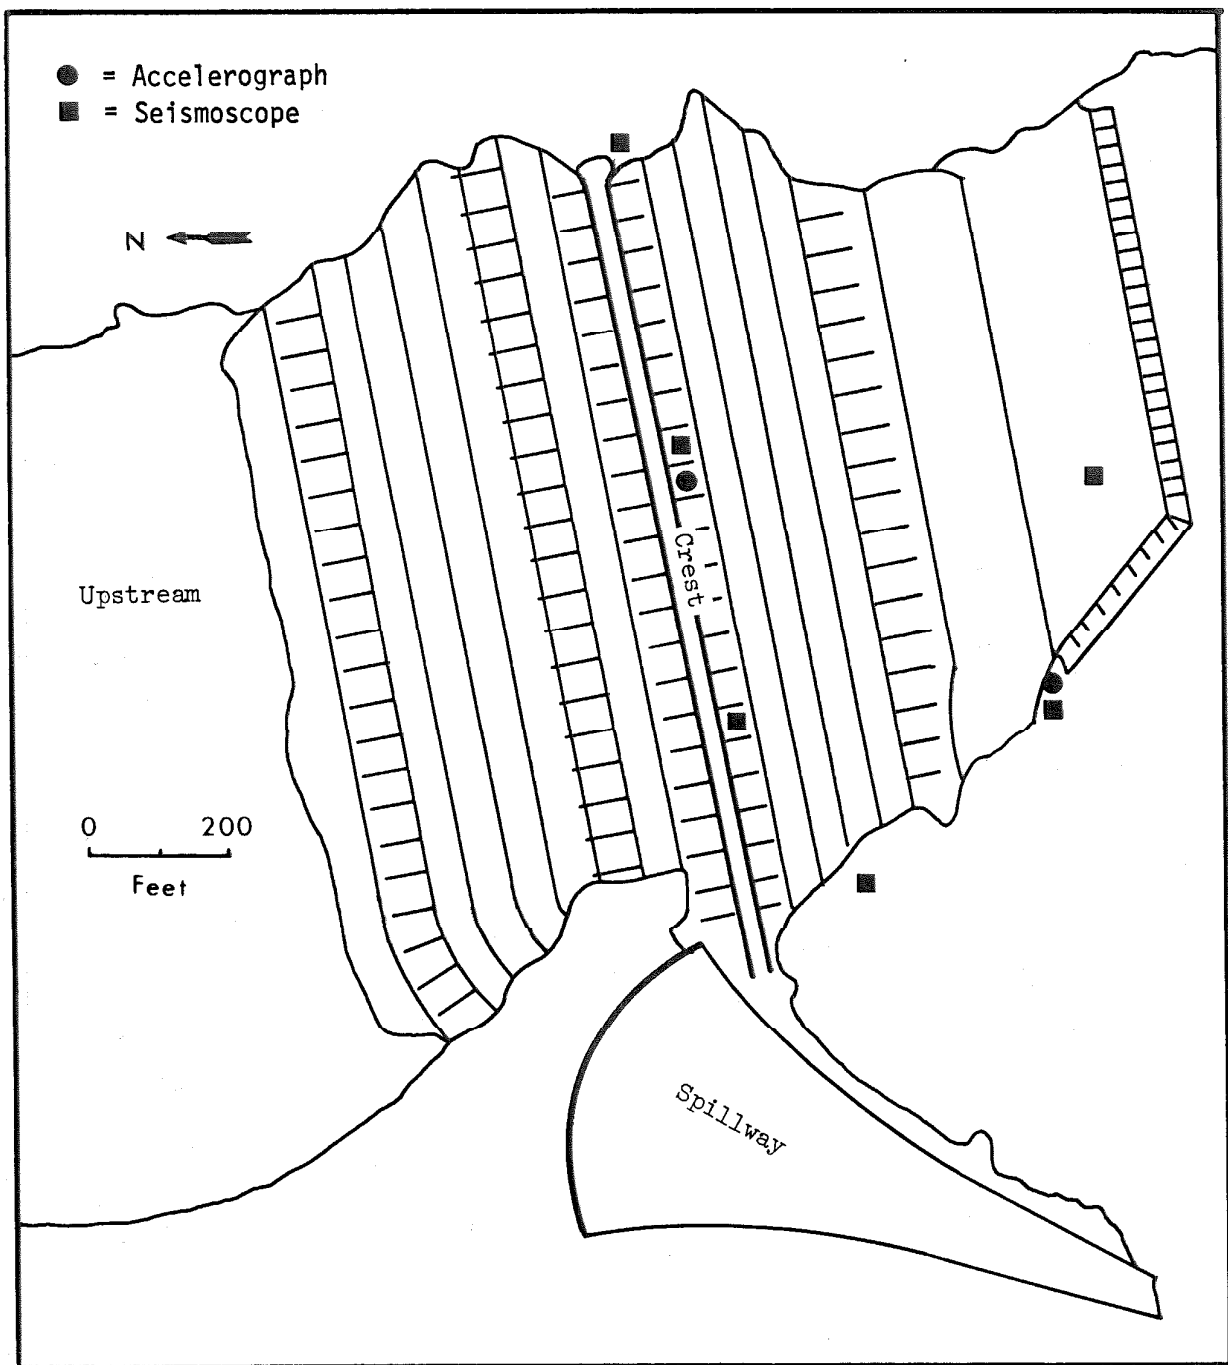 = Accelerograph
= Seismoscope
N
Crest
Upstream
0 200
Feet
Spillway